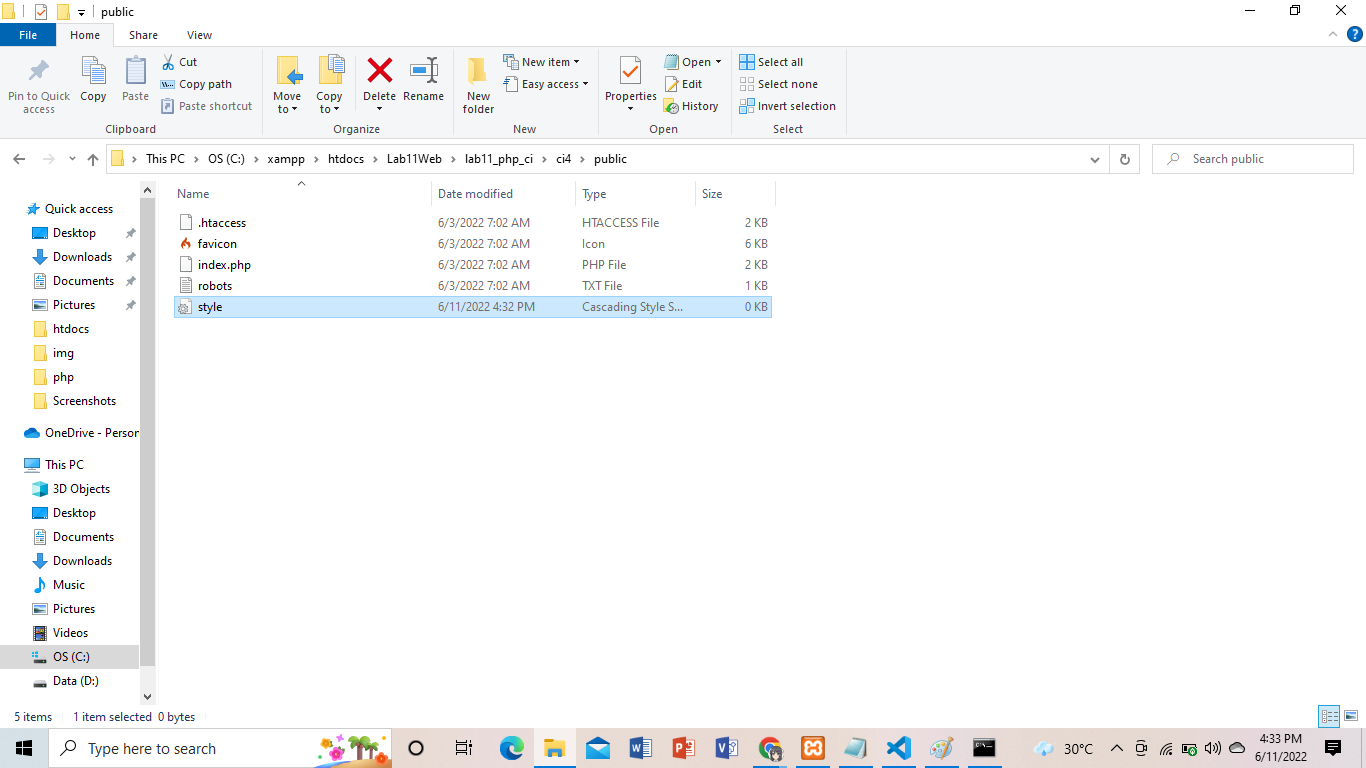 public
File Home Share View
Pin to Quick access
Copy
Paste
Cut
Copy path
Paste shortcut
Clipboard
Move to
Copy to
Delete
Rename
Organize
New folder
New item
Easy access
New
Properties
Open
Edit
History
Open
Select all
Select none
Invert selection
Select
This PC > OS (C:) > xampp > htdocs > Lab11Web > lab11_php_ci > ci4 > public
Search public
Quick access
Desktop
Downloads
Documents
Pictures
htdocs
img
php
Screenshots
OneDrive - Person
This PC
3D Objects
Desktop
Documents
Downloads
Music
Pictures
Videos
OS (C:)
Data (D:)
Name Date modified Type Size
.htaccess 6/3/2022 7:02 AM HTACCESS File 2 KB
favicon 6/3/2022 7:02 AM Icon 6 KB
index.php 6/3/2022 7:02 AM PHP File 2 KB
robots 6/3/2022 7:02 AM TXT File 1 KB
style 6/11/2022 4:32 PM Cascading Style S... 0 KB
5 items 1 item selected 0 bytes
Type here to search
30°C
4:33 PM
6/11/2022